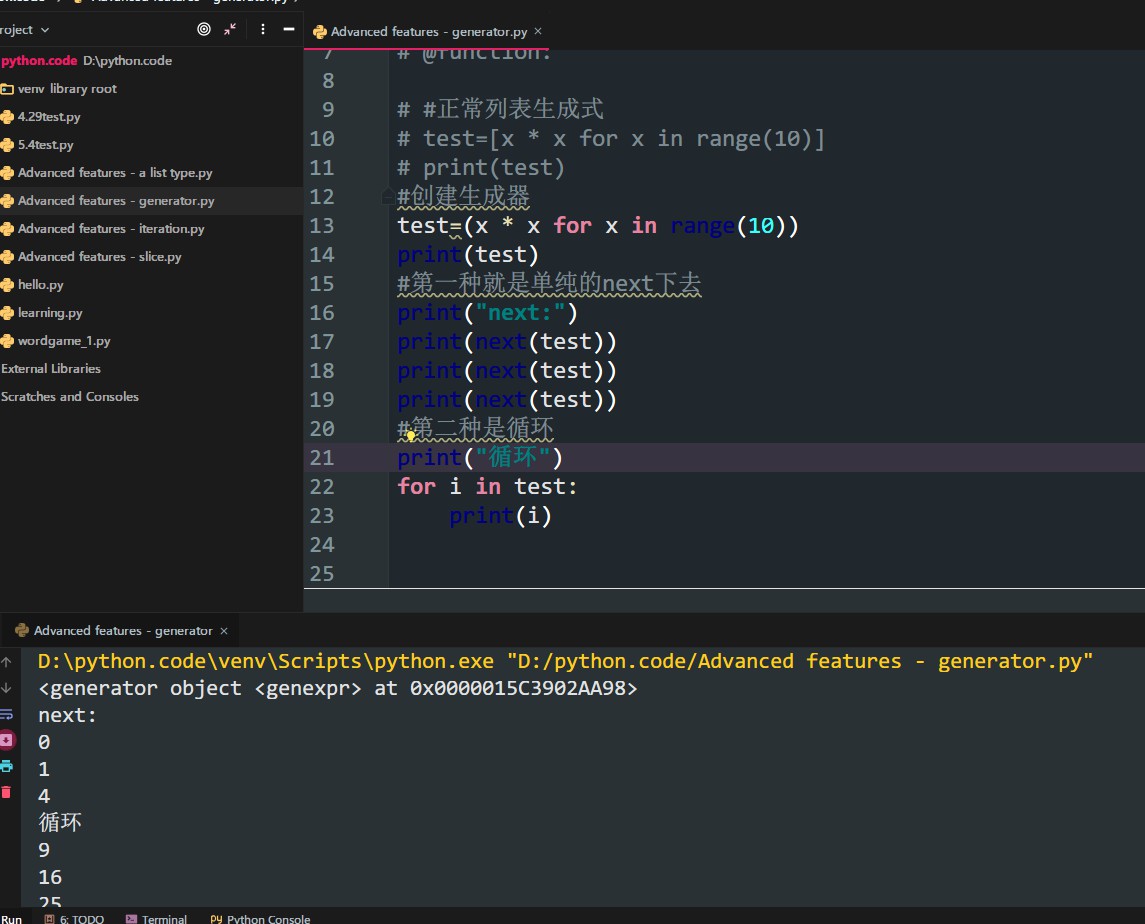 Advanced features - generator.py
roject
python.code D:\python.code
venv library root
4.29test.py
5.4test.py
Advanced features - a list type.py
Advanced features - generator.py
Advanced features - iteration.py
Advanced features - slice.py
hello.py
learning.py
wordgame_1.py
External Libraries
Scratches and Consoles
Advanced features - generator.py ×
7 # @function:
8
9 # #正常列表生成式
10 # test=[x * x for x in range(10)]
11 # print(test)
12 #创建生成器
13 test=(x * x for x in range(10))
14 print(test)
15 #第一种就是单纯的next下去
16 print("next:")
17 print(next(test))
18 print(next(test))
19 print(next(test))
20 #第二种是循环
21 print("循环")
22 for i in test:
23 print(i)
24
25
Advanced features - generator ×
D:\python.code\venv\Scripts\python.exe "D:/python.code/Advanced features - generator.py"
<generator object <genexpr> at 0x0000015C3902AA98>
next:
0
1
4
循环
9
16
25
Run 6: TODO Terminal Python Console